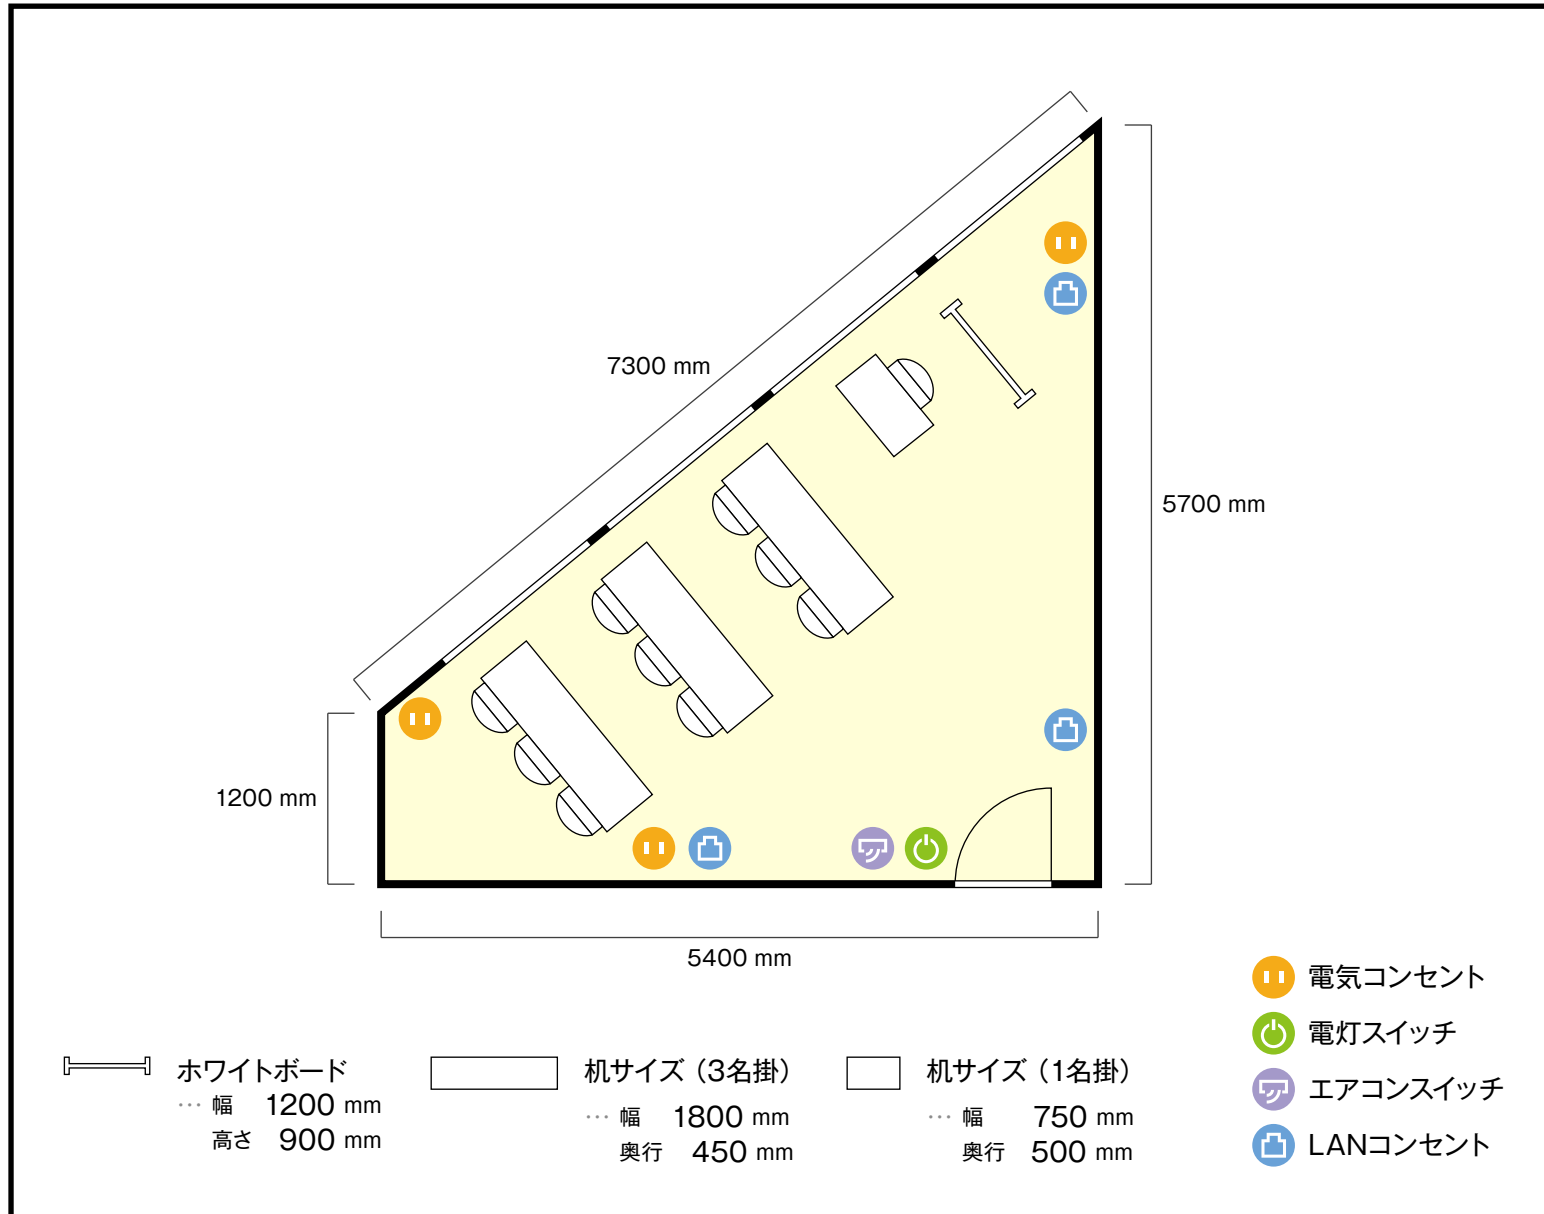 7300 mm
5700 mm
1200 mm
5400 mm
電気コンセント
電灯スイッチ
エアコンスイッチ
LANコンセント
ホワイトボード
… 幅 1200 mm
高さ 900 mm
机サイズ（3名掛）
… 幅 1800 mm
奥行 450 mm
机サイズ（1名掛）
… 幅 750 mm
奥行 500 mm